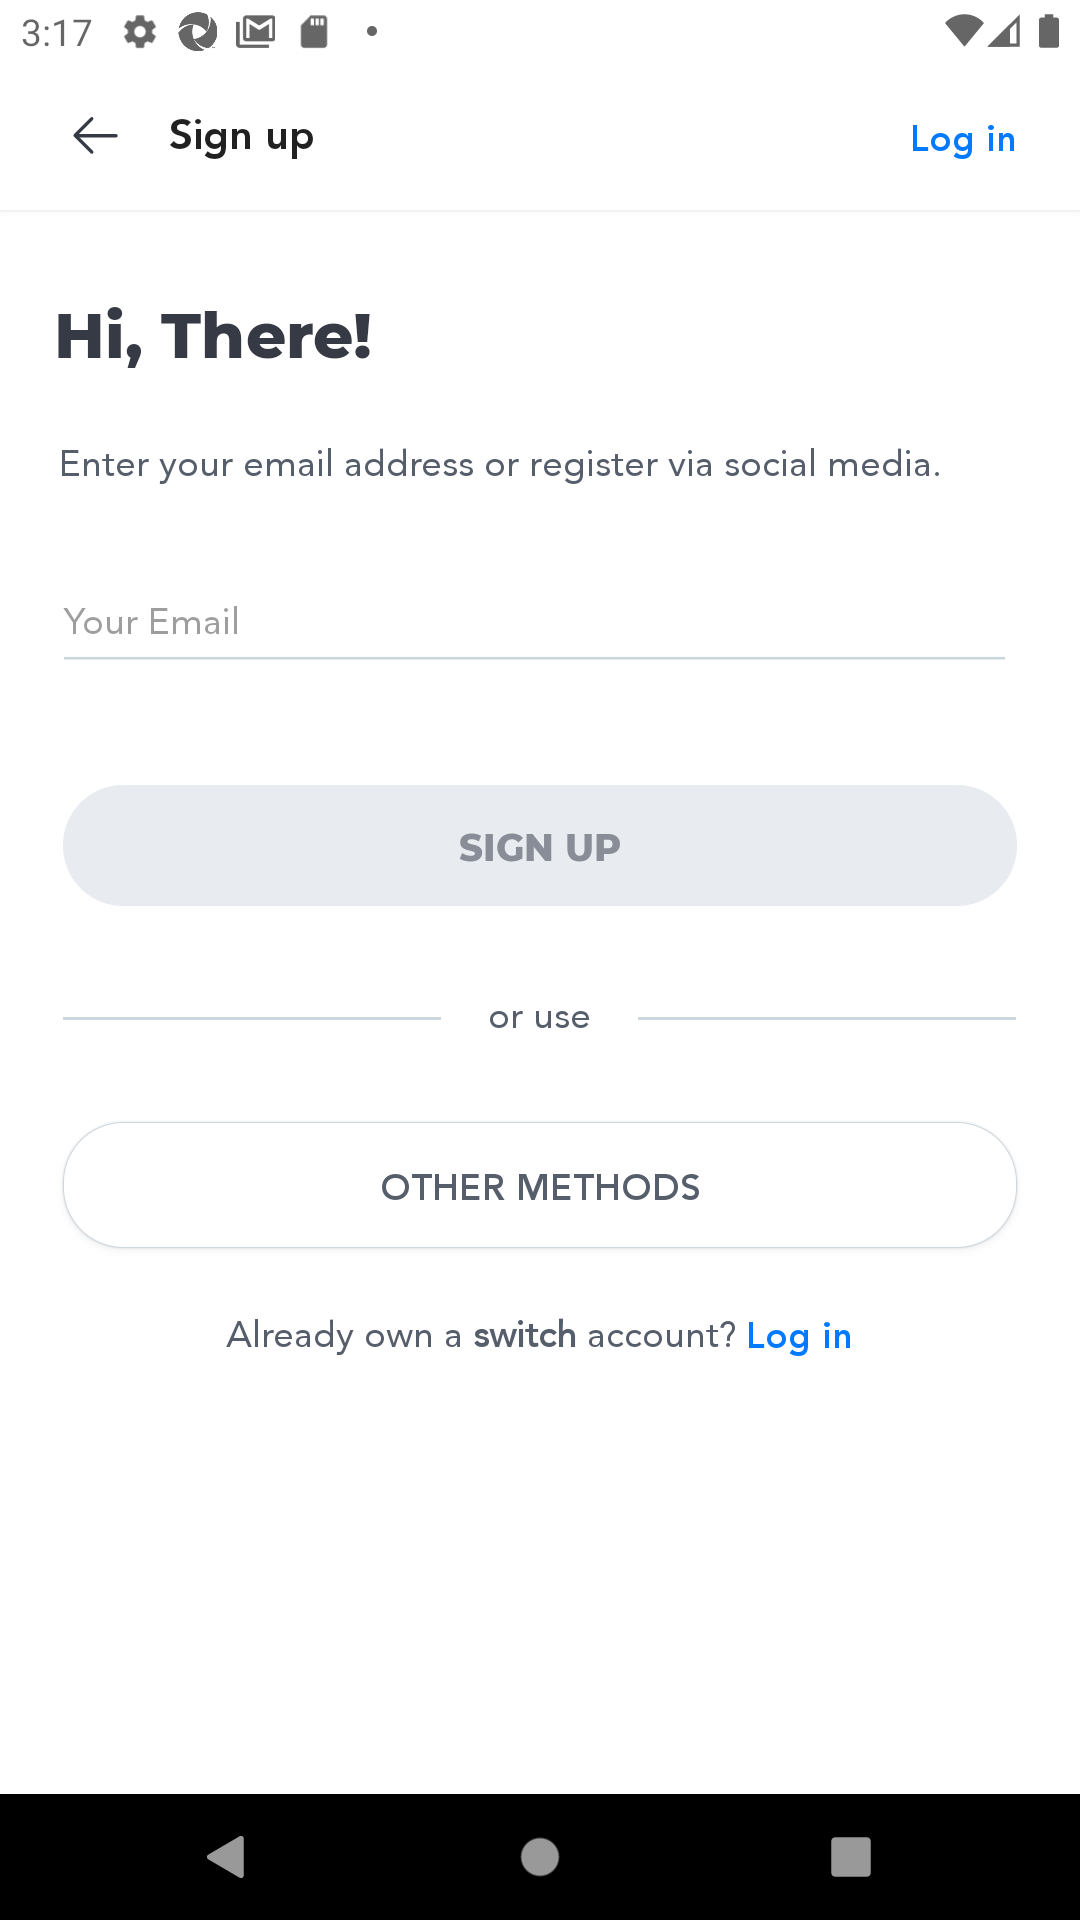 3:17
Sign up
Log in
Hi, There!
Enter your email address or register via social media.
Your Email
SIGN UP
or use
OTHER METHODS
Already own a switch account? Log in